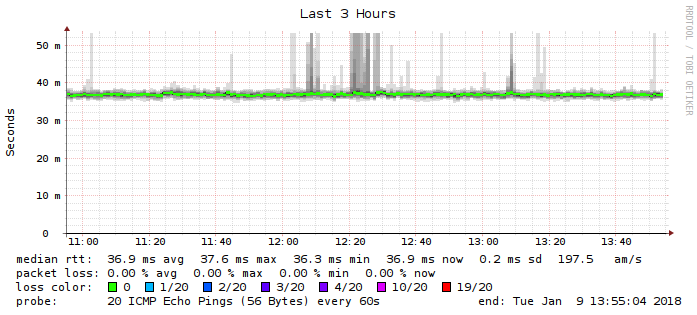 Last 3 Hours
RRDTOOL / TOBI OETIKER
Seconds
50 m
40 m
30 m
20 m
10 m
0
11:00 11:20 11:40 12:00 12:20 12:40 13:00 13:20 13:40
median rtt: 36.9 ms avg 37.6 ms max 36.3 ms min 36.9 ms now 0.2 ms sd 197.5 am/s
packet loss: 0.00 % avg 0.00 % max 0.00 % min 0.00 % now
loss color: 0 1/20 2/20 3/20 4/20 10/20 19/20
probe: 20 ICMP Echo Pings (56 Bytes) every 60s end: Tue Jan 9 13:55:04 2018